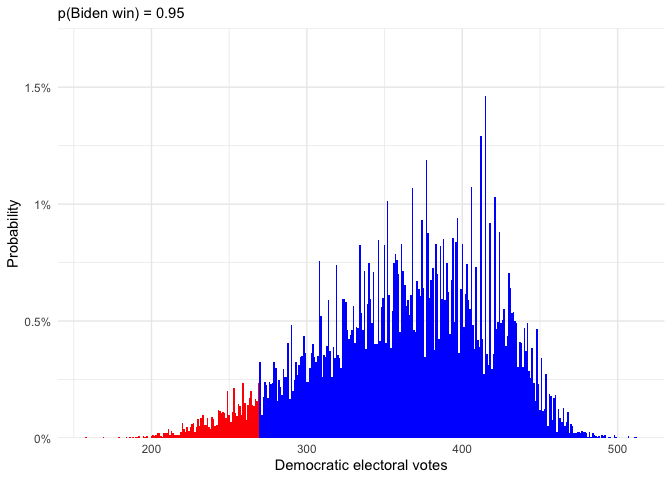 p(Biden win) = 0.95
1.5%
1%
0.5%
0%
Probability
200 300 400 500
Democratic electoral votes